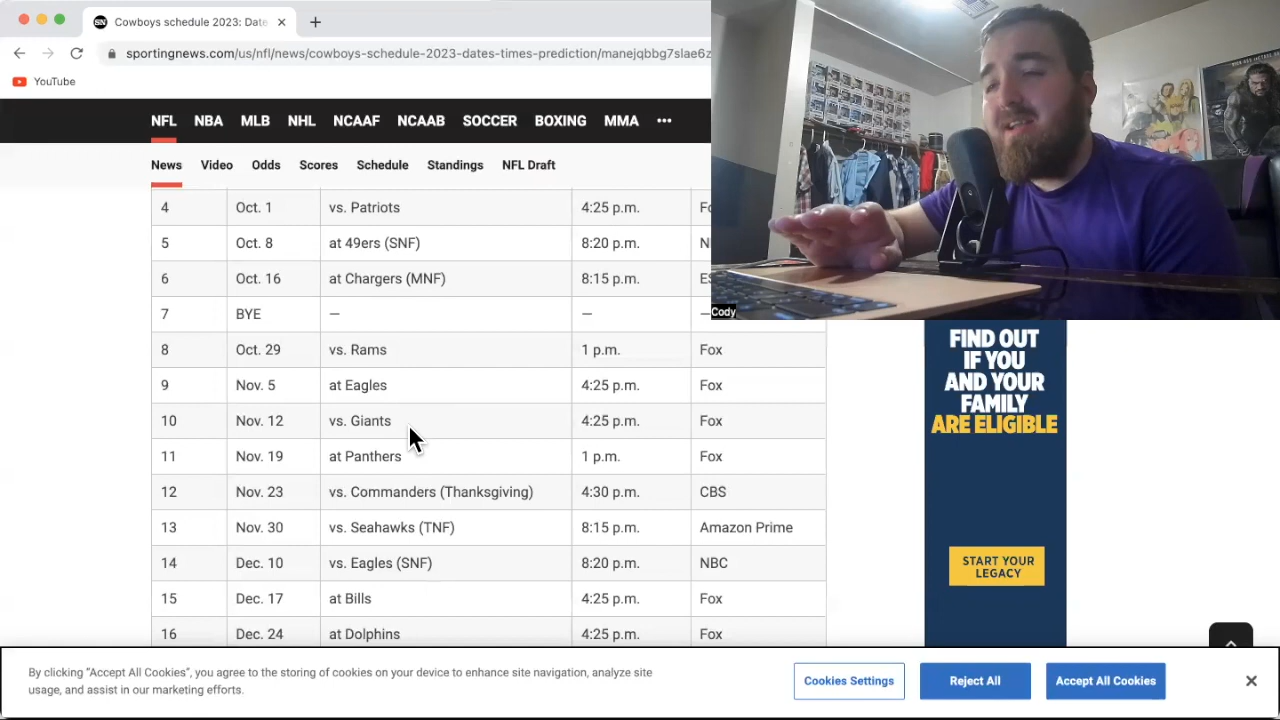 Cowboys schedule 2023: Date
sportingnews.com/us/nfl/news/cowboys-schedule-2023-dates-times-prediction/manejqbbg7slae6z
YouTube
NFL NBA MLB NHL NCAAF NCAAB SOCCER BOXING MMA
News Video Odds Scores Schedule Standings NFL Draft
4 Oct. 1 vs. Patriots 4:25 p.m.
5 Oct. 8 at 49ers (SNF) 8:20 p.m.
6 Oct. 16 at Chargers (MNF) 8:15 p.m.
7 BYE — — —
8 Oct. 29 vs. Rams 1 p.m. Fox
9 Nov. 5 at Eagles 4:25 p.m. Fox
10 Nov. 12 vs. Giants 4:25 p.m. Fox
11 Nov. 19 at Panthers 1 p.m. Fox
12 Nov. 23 vs. Commanders (Thanksgiving) 4:30 p.m. CBS
13 Nov. 30 vs. Seahawks (TNF) 8:15 p.m. Amazon Prime
14 Dec. 10 vs. Eagles (SNF) 8:20 p.m. NBC
15 Dec. 17 at Bills 4:25 p.m. Fox
16 Dec. 24 at Dolphins 4:25 p.m. Fox
Cody
FIND OUT
IF YOU
AND YOUR
FAMILY
ARE ELIGIBLE
START YOUR
LEGACY
By clicking “Accept All Cookies”, you agree to the storing of cookies on your device to enhance site navigation, analyze site
usage, and assist in our marketing efforts.
Cookies Settings
Reject All
Accept All Cookies